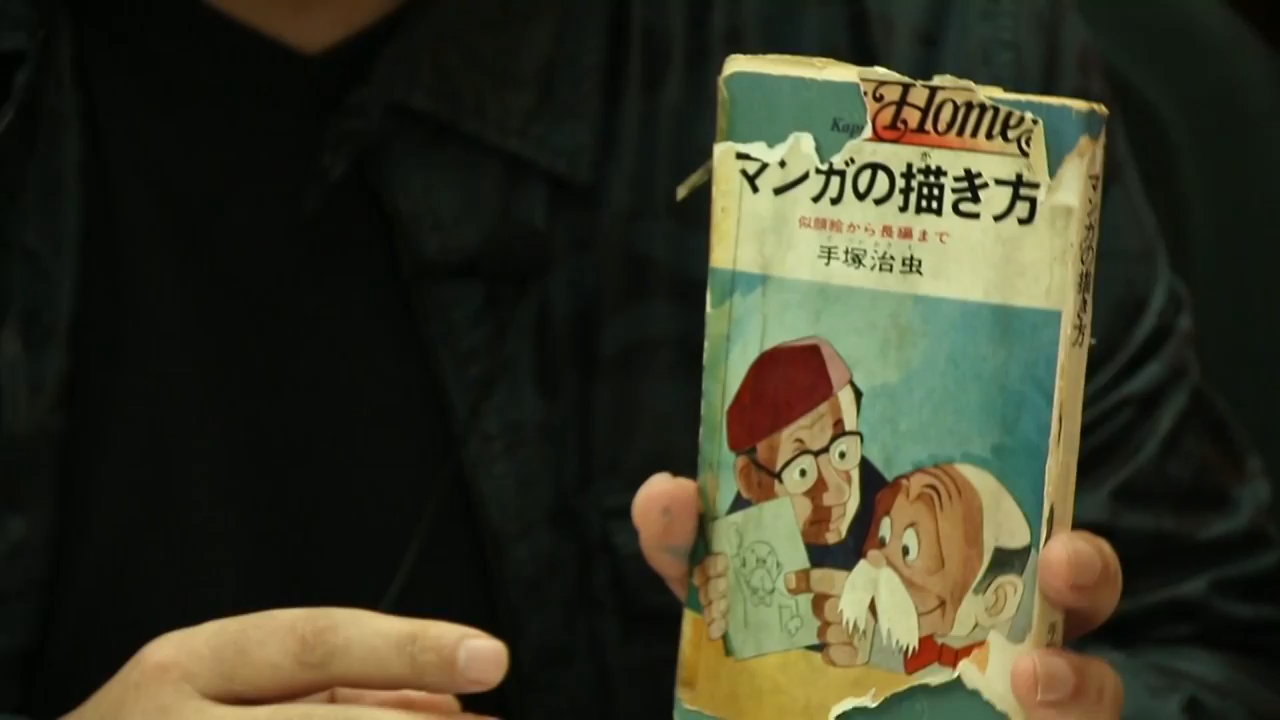 Home
マンガの描き方
似顔絵から長編まで
手塚治虫
マンガの描き方